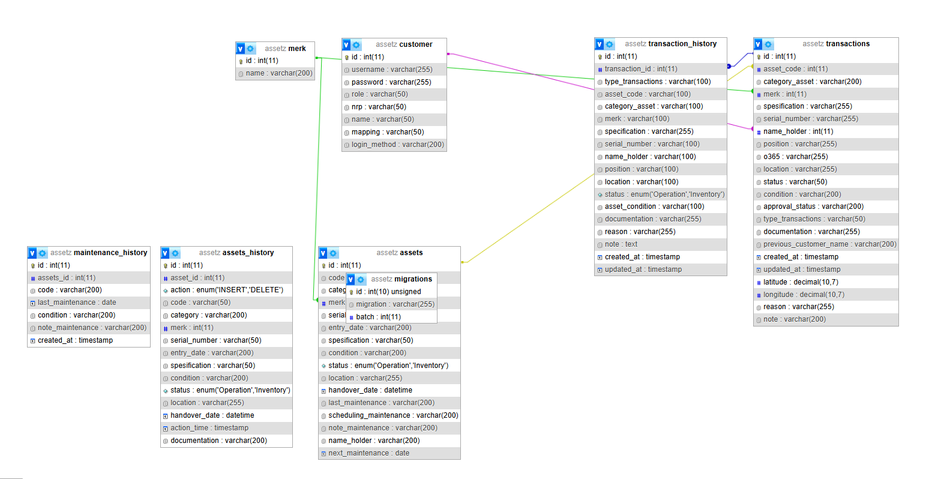 assetz merk
id : int(11)
name : varchar(200)
assetz customer
id : int(11)
username : varchar(255)
password : varchar(255)
role : varchar(50)
nrp : varchar(50)
name : varchar(50)
mapping : varchar(50)
login_method : varchar(200)
assetz transaction_history
id : int(11)
transaction_id : int(11)
type_transactions : varchar(100)
asset_code : varchar(100)
category_asset : varchar(100)
merk : varchar(100)
specification : varchar(255)
serial_number : varchar(100)
name_holder : varchar(100)
position : varchar(100)
location : varchar(100)
status : enum('Operation','Inventory')
asset_condition : varchar(100)
documentation : varchar(255)
reason : varchar(255)
note : text
created_at : timestamp
updated_at : timestamp
assetz transactions
id : int(11)
asset_code : int(11)
category_asset : varchar(200)
merk : int(11)
spesification : varchar(255)
serial_number : varchar(255)
name_holder : int(11)
position : varchar(255)
o365 : varchar(255)
location : varchar(255)
status : varchar(50)
condition : varchar(200)
approval_status : varchar(200)
type_transactions : varchar(50)
documentation : varchar(255)
previous_customer_name : varchar(200)
created_at : timestamp
updated_at : timestamp
latitude : decimal(10,7)
longitude : decimal(10,7)
reason : varchar(255)
note : varchar(200)
assetz maintenance_history
id : int(11)
assets_id : int(11)
code : varchar(200)
last_maintenance : date
condition : varchar(200)
note_maintenance : varchar(200)
created_at : timestamp
assetz assets_history
id : int(11)
asset_id : int(11)
action : enum('INSERT','DELETE')
code : varchar(50)
category : varchar(200)
merk : int(11)
serial_number : varchar(50)
entry_date : varchar(200)
spesification : varchar(50)
condition : varchar(200)
status : enum('Operation','Inventory')
location : varchar(255)
handover_date : datetime
action_time : timestamp
documentation : varchar(200)
assetz assets
id : int(11)
code
categ
merk
serial
entry_date : varchar(200)
spesification : varchar(50)
condition : varchar(200)
status : enum('Operation','Inventory')
location : varchar(255)
handover_date : datetime
last_maintenance : varchar(200)
scheduling_maintenance : varchar(200)
note_maintenance : varchar(200)
name_holder : varchar(200)
next_maintenance : date
assetz migrations
id : int(10) unsigned
migration : varchar(255)
batch : int(11)